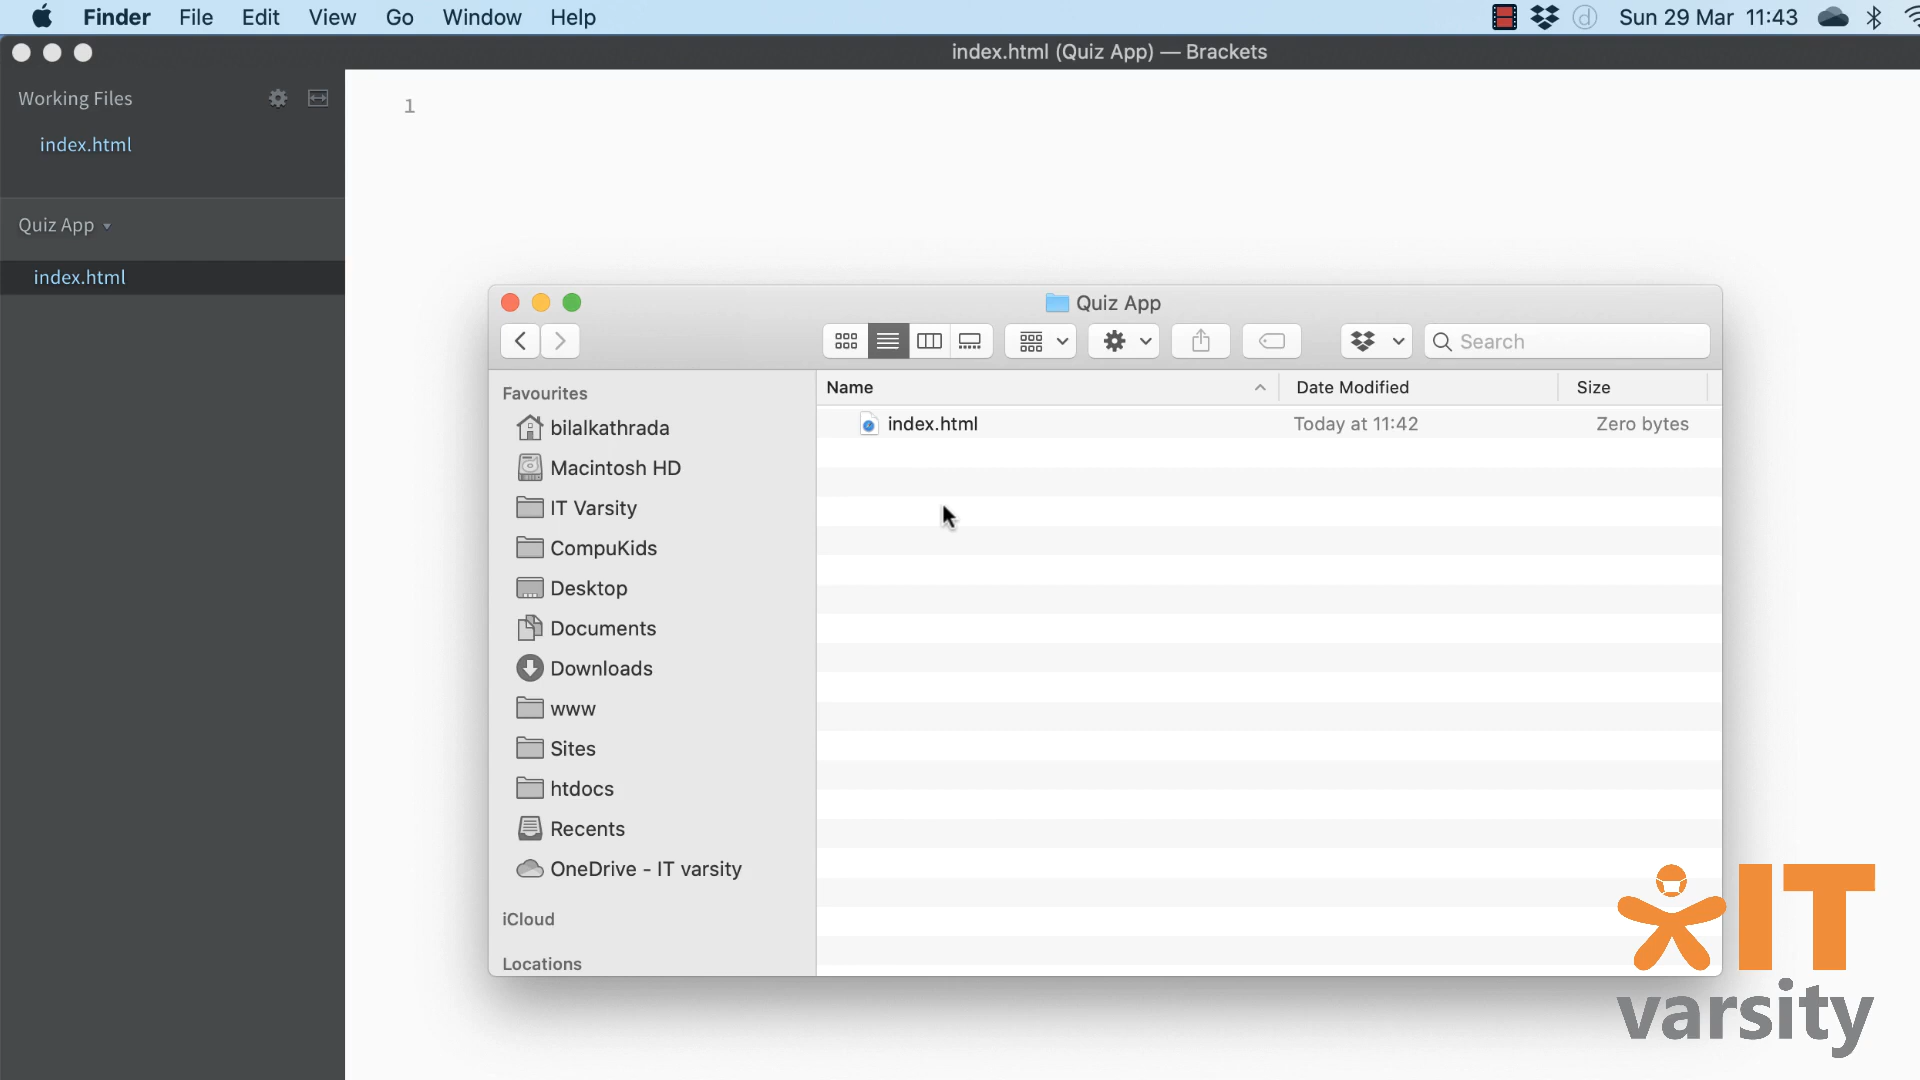 Finder File Edit View Go Window Help
Sun 29 Mar 11:43
index.html (Quiz App) — Brackets
Working Files
index.html
Quiz App
index.html
1
Quiz App
Search
Favourites
bilalkathrada
Macintosh HD
IT Varsity
CompuKids
Desktop
Documents
Downloads
www
Sites
htdocs
Recents
OneDrive - IT varsity
iCloud
Locations
Name Date Modified Size
index.html Today at 11:42 Zero bytes
IT
varsity